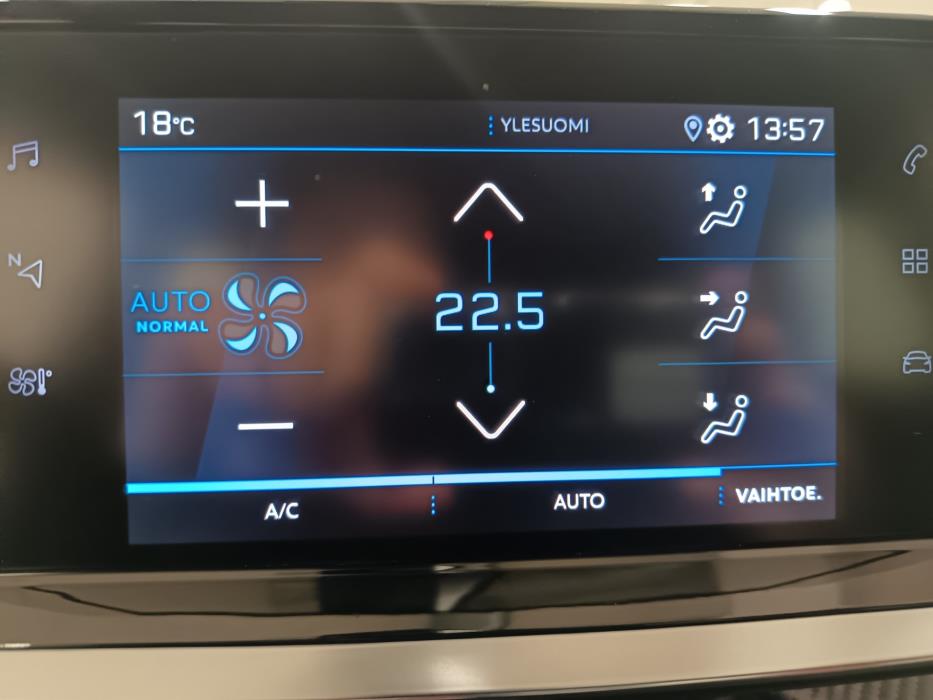 18°C
YLESUOMI
13:57
N
AUTO
NORMAL
22.5
A/C
AUTO
VAIHTOE.